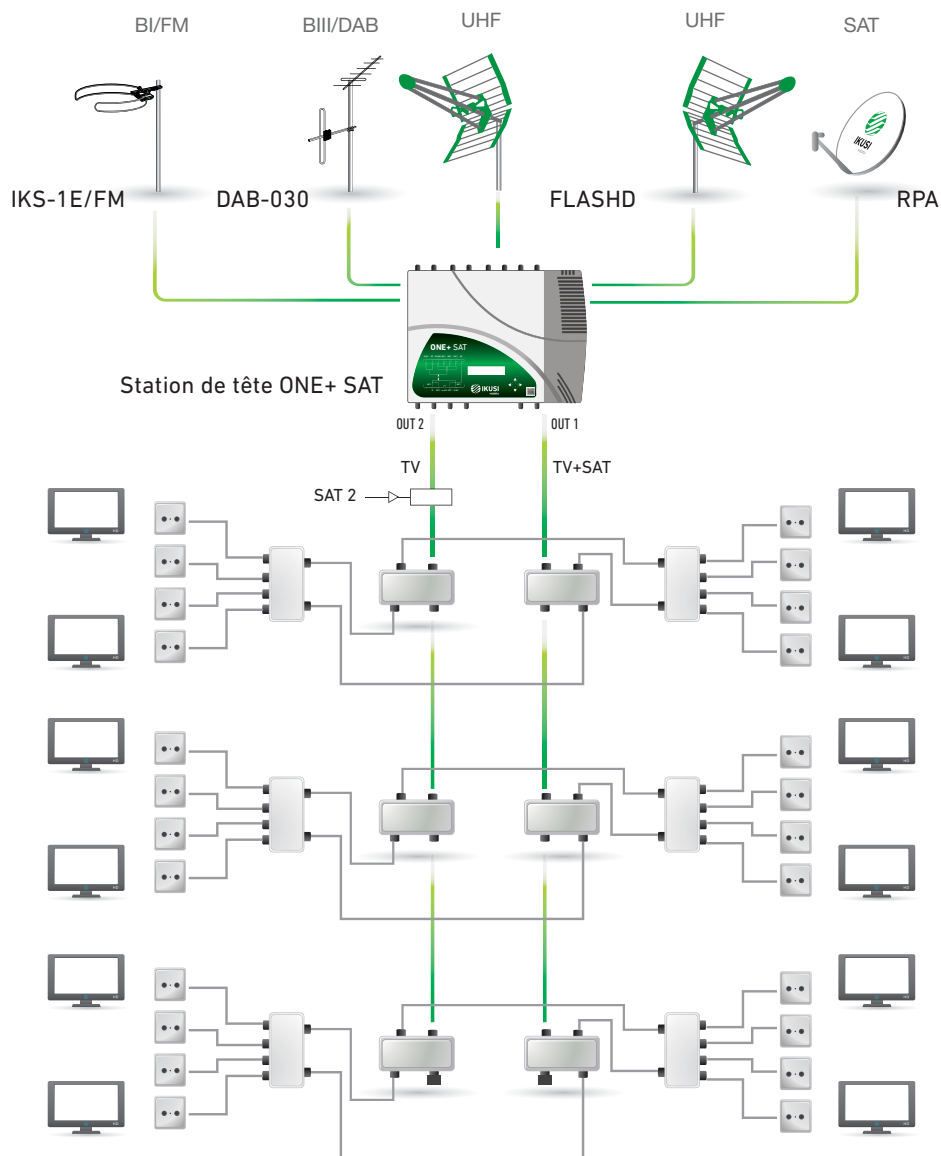 BI/FM
BIII/DAB
UHF
UHF
SAT
IKUSI
IKS-1E/FM
DAB-030
FLASHD
RPA
ONE+ SAT
IKUSI
Station de tête ONE+ SAT
OUT 2
OUT 1
TV
TV+SAT
SAT 2